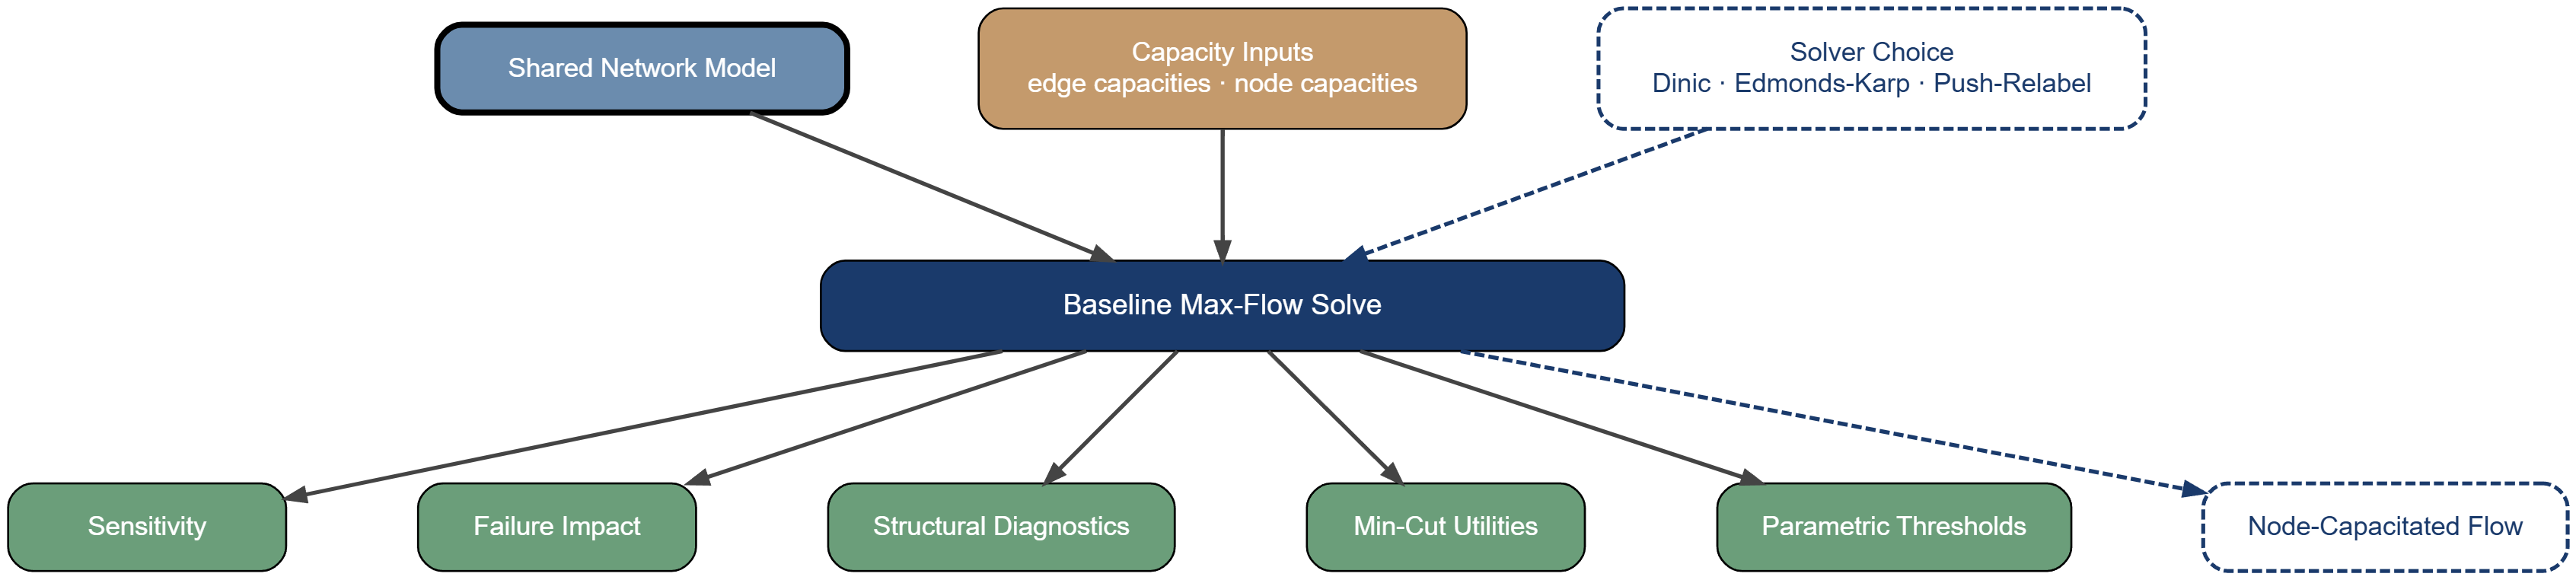 Shared Network Model
Capacity Inputs
edge capacities · node capacities
Solver Choice
Dinic · Edmonds-Karp · Push-Relabel
Baseline Max-Flow Solve
Sensitivity
Failure Impact
Structural Diagnostics
Min-Cut Utilities
Parametric Thresholds
Node-Capacitated Flow